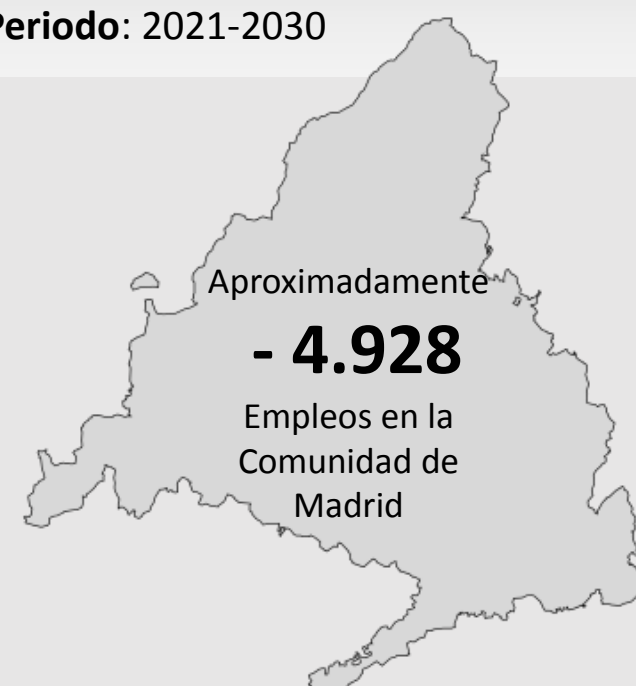 Periodo: 2021-2030
Aproximadamente
- 4.928
Empleos en la
Comunidad de
Madrid